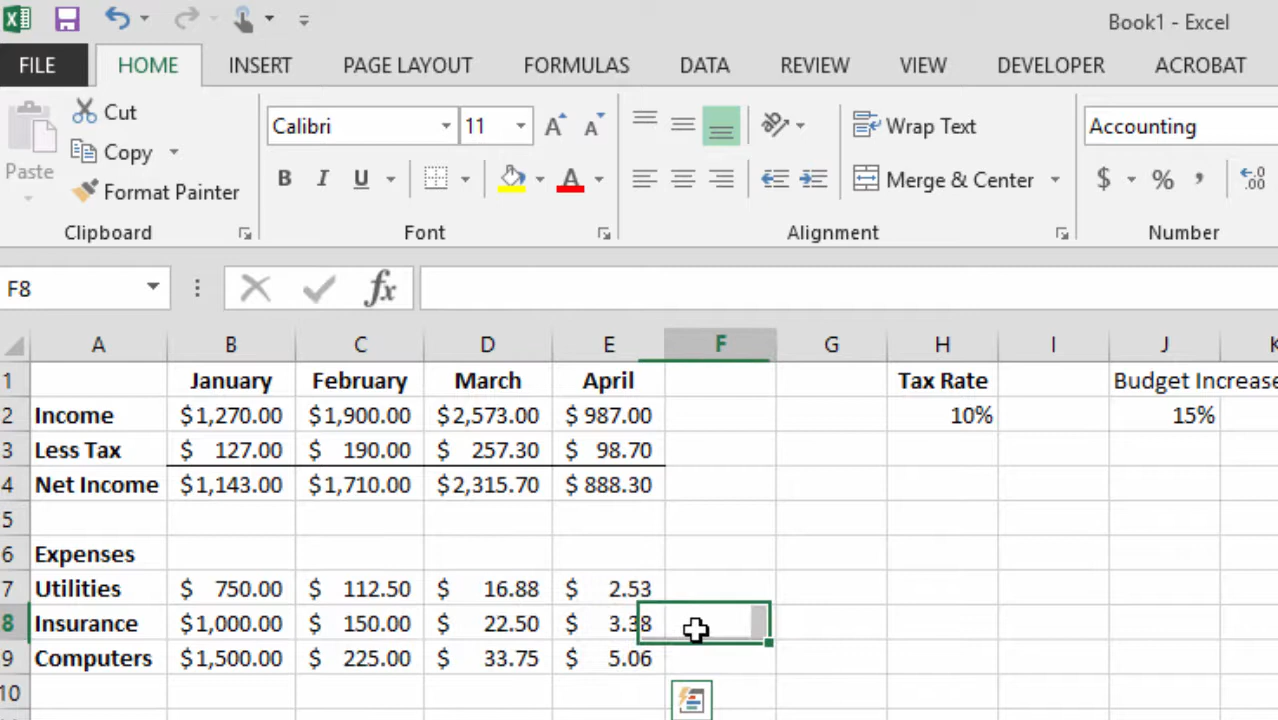 Book1 - Excel
FILE HOME INSERT PAGE LAYOUT FORMULAS DATA REVIEW VIEW DEVELOPER ACROBAT
Paste
Cut
Copy
Format Painter
Calibri 11
B I U A
Wrap Text
Merge & Center
Accounting
$ % , ←.0 .00
Clipboard Font Alignment Number
F8 fx
A B C D E F G H I J K
1 January February March April Tax Rate Budget Increase
2 Income $1,270.00 $1,900.00 $2,573.00 $ 987.00 10% 15%
3 Less Tax $ 127.00 $ 190.00 $ 257.30 $ 98.70
4 Net Income $1,143.00 $1,710.00 $2,315.70 $ 888.30
5
6 Expenses
7 Utilities $ 750.00 $ 112.50 $ 16.88 $ 2.53
8 Insurance $1,000.00 $ 150.00 $ 22.50 $ 3.38
9 Computers $1,500.00 $ 225.00 $ 33.75 $ 5.06
10